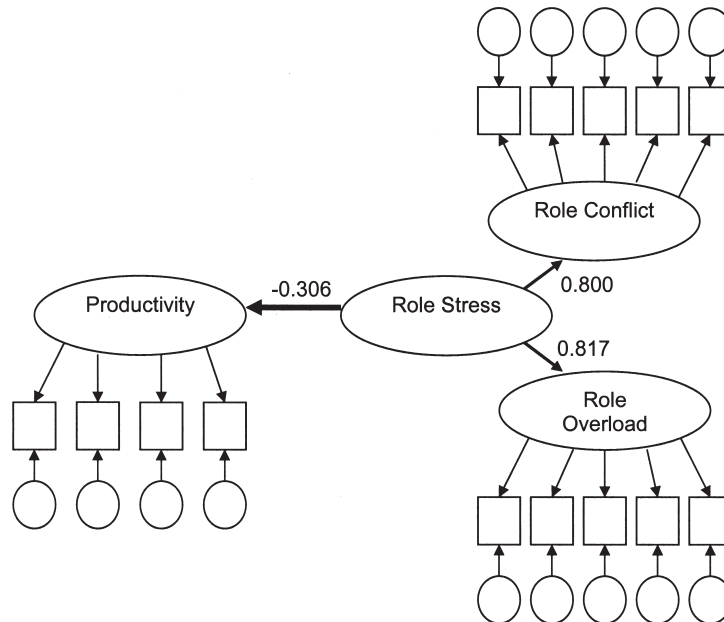 Role Conflict
-0.306
Productivity
Role Stress
0.800
0.817
Role
Overload